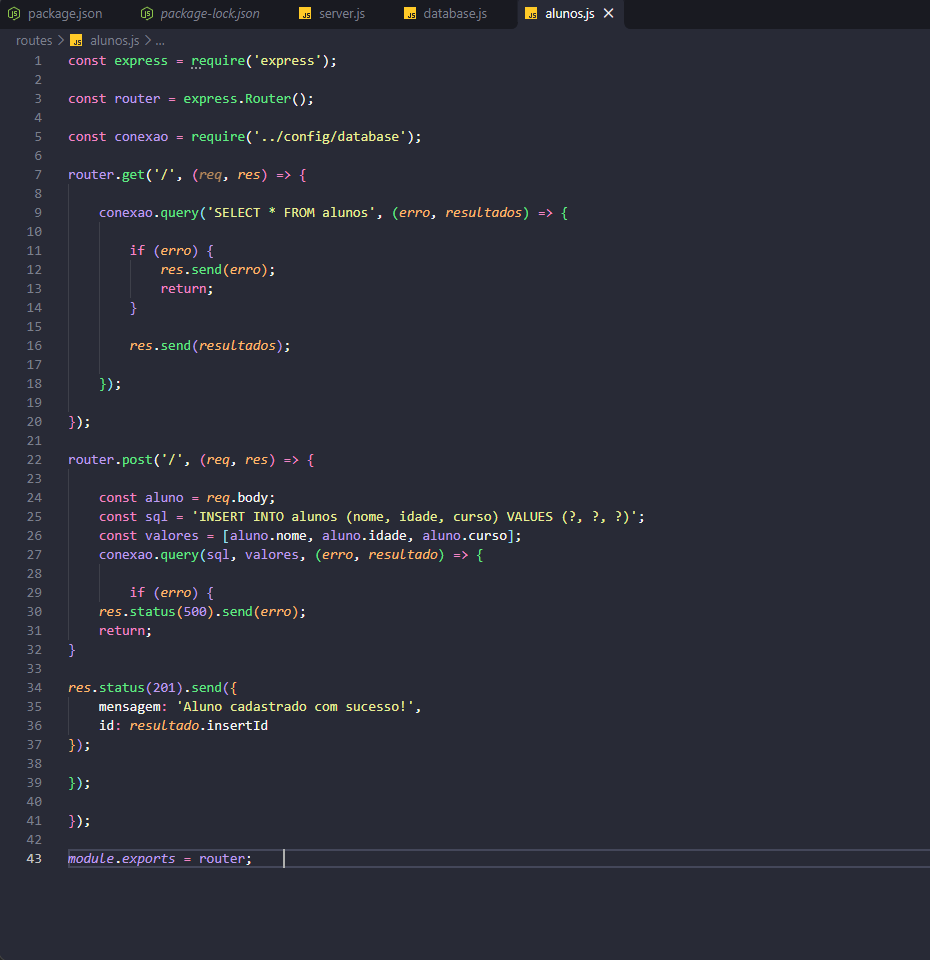 package.json package-lock.json JS server.js JS database.js JS alunos.js ×
routes > JS alunos.js > ...
1 const express = require('express');
2
3 const router = express.Router();
4
5 const conexao = require('../config/database');
6
7 router.get('/', (req, res) => {
8
9     conexao.query('SELECT * FROM alunos', (erro, resultados) => {
10
11         if (erro) {
12             res.send(erro);
13             return;
14         }
15
16         res.send(resultados);
17
18     });
19
20 });
21
22 router.post('/', (req, res) => {
23
24     const aluno = req.body;
25     const sql = 'INSERT INTO alunos (nome, idade, curso) VALUES (?, ?, ?)';
26     const valores = [aluno.nome, aluno.idade, aluno.curso];
27     conexao.query(sql, valores, (erro, resultado) => {
28
29         if (erro) {
30     res.status(500).send(erro);
31     return;
32 }
33
34 res.status(201).send({
35     mensagem: 'Aluno cadastrado com sucesso!',
36     id: resultado.insertId
37 });
38
39 });
40
41 });
42
43 module.exports = router;